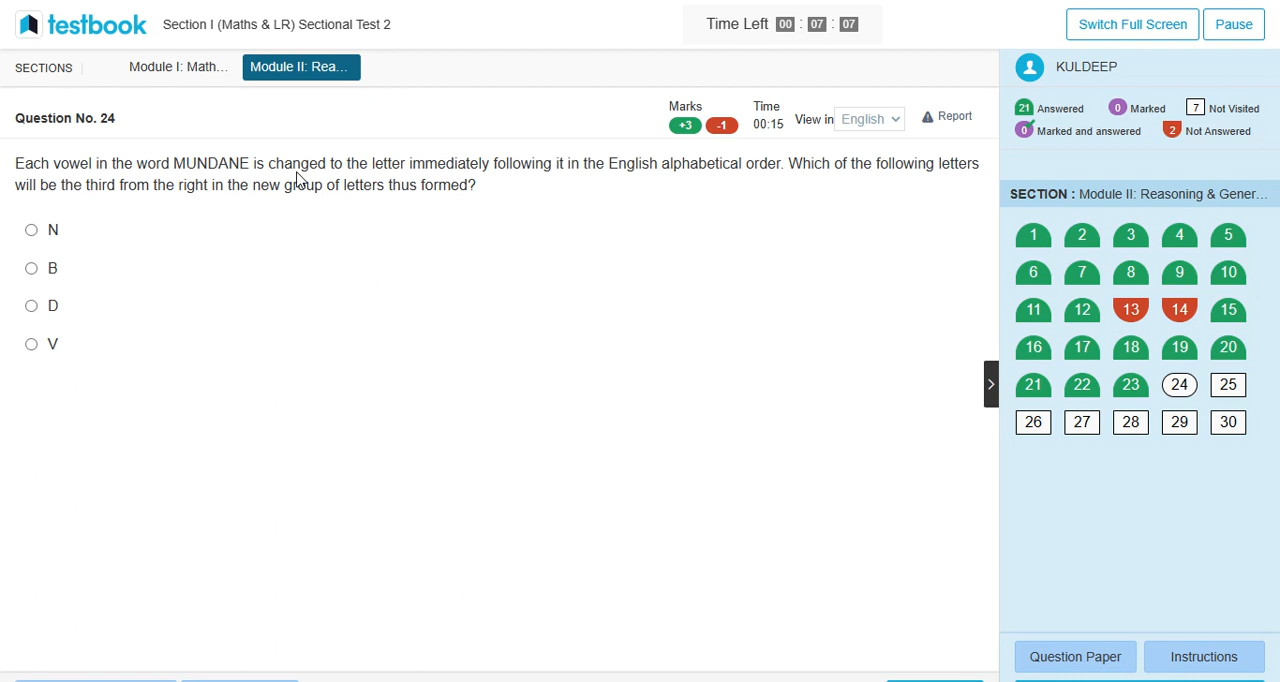 testbook Section I (Maths & LR) Sectional Test 2 Time Left 00 : 07 : 07 Switch Full Screen Pause
SECTIONS Module I: Math... Module II: Rea...
KULDEEP
Question No. 24
Marks Time
+3 -1 00:15 View in English Report
21 Answered 0 Marked 7 Not Visited
0 Marked and answered 2 Not Answered
Each vowel in the word MUNDANE is changed to the letter immediately following it in the English alphabetical order. Which of the following letters
will be the third from the right in the new group of letters thus formed?
N
B
D
V
SECTION : Module II: Reasoning & Gener...
1 2 3 4 5
6 7 8 9 10
11 12 13 14 15
16 17 18 19 20
21 22 23 24 25
26 27 28 29 30
Question Paper Instructions